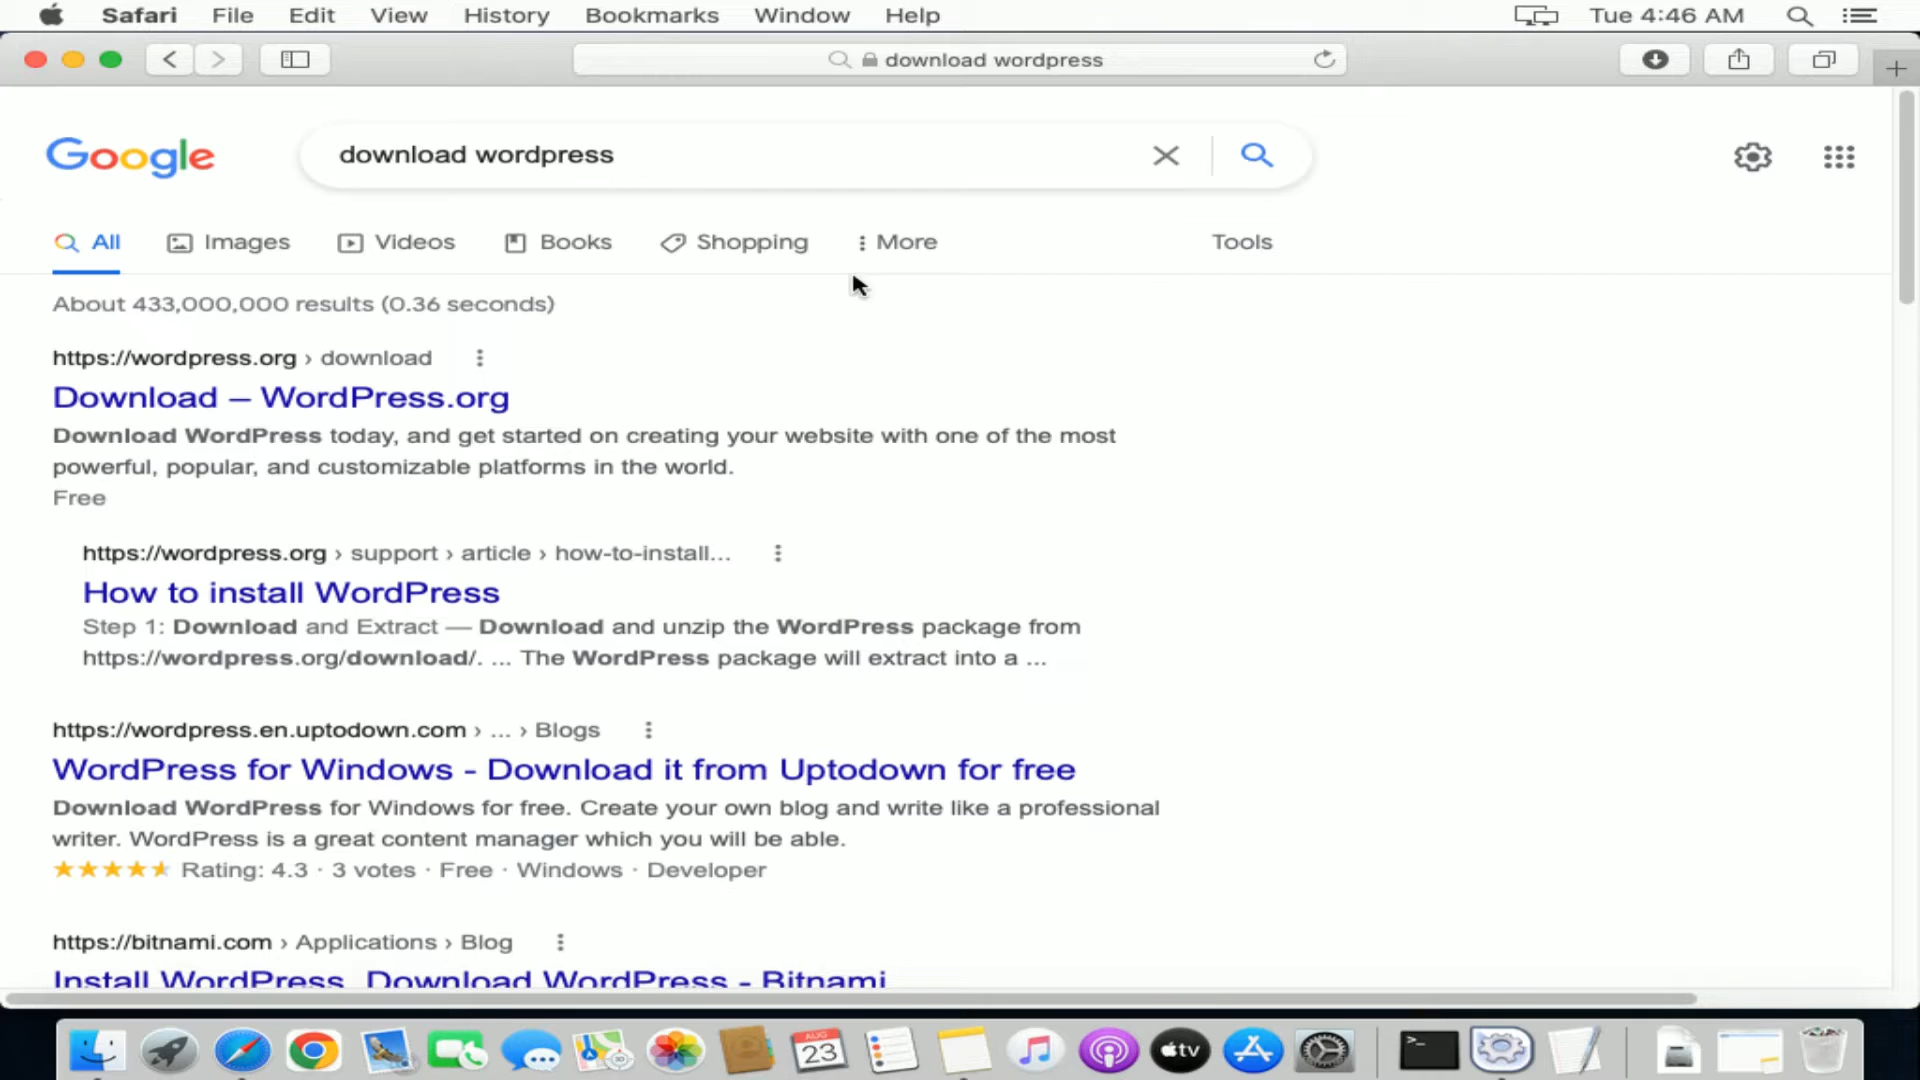 Safari File Edit View History Bookmarks Window Help Tue 4:46 AM
download wordpress
Google download wordpress
All Images Videos Books Shopping More Tools
About 433,000,000 results (0.36 seconds)
https://wordpress.org › download
Download – WordPress.org
Download WordPress today, and get started on creating your website with one of the most
powerful, popular, and customizable platforms in the world.
Free
https://wordpress.org › support › article › how-to-install...
How to install WordPress
Step 1: Download and Extract — Download and unzip the WordPress package from
https://wordpress.org/download/. ... The WordPress package will extract into a ...
https://wordpress.en.uptodown.com › ... › Blogs
WordPress for Windows - Download it from Uptodown for free
Download WordPress for Windows for free. Create your own blog and write like a professional
writer. WordPress is a great content manager which you will be able.
Rating: 4.3 · 3 votes · Free · Windows · Developer
https://bitnami.com › Applications › Blog
Install WordPress, Download WordPress - Bitnami
AUG
23
tv